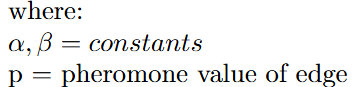 where:
α, β = constants
p = pheromone value of edge